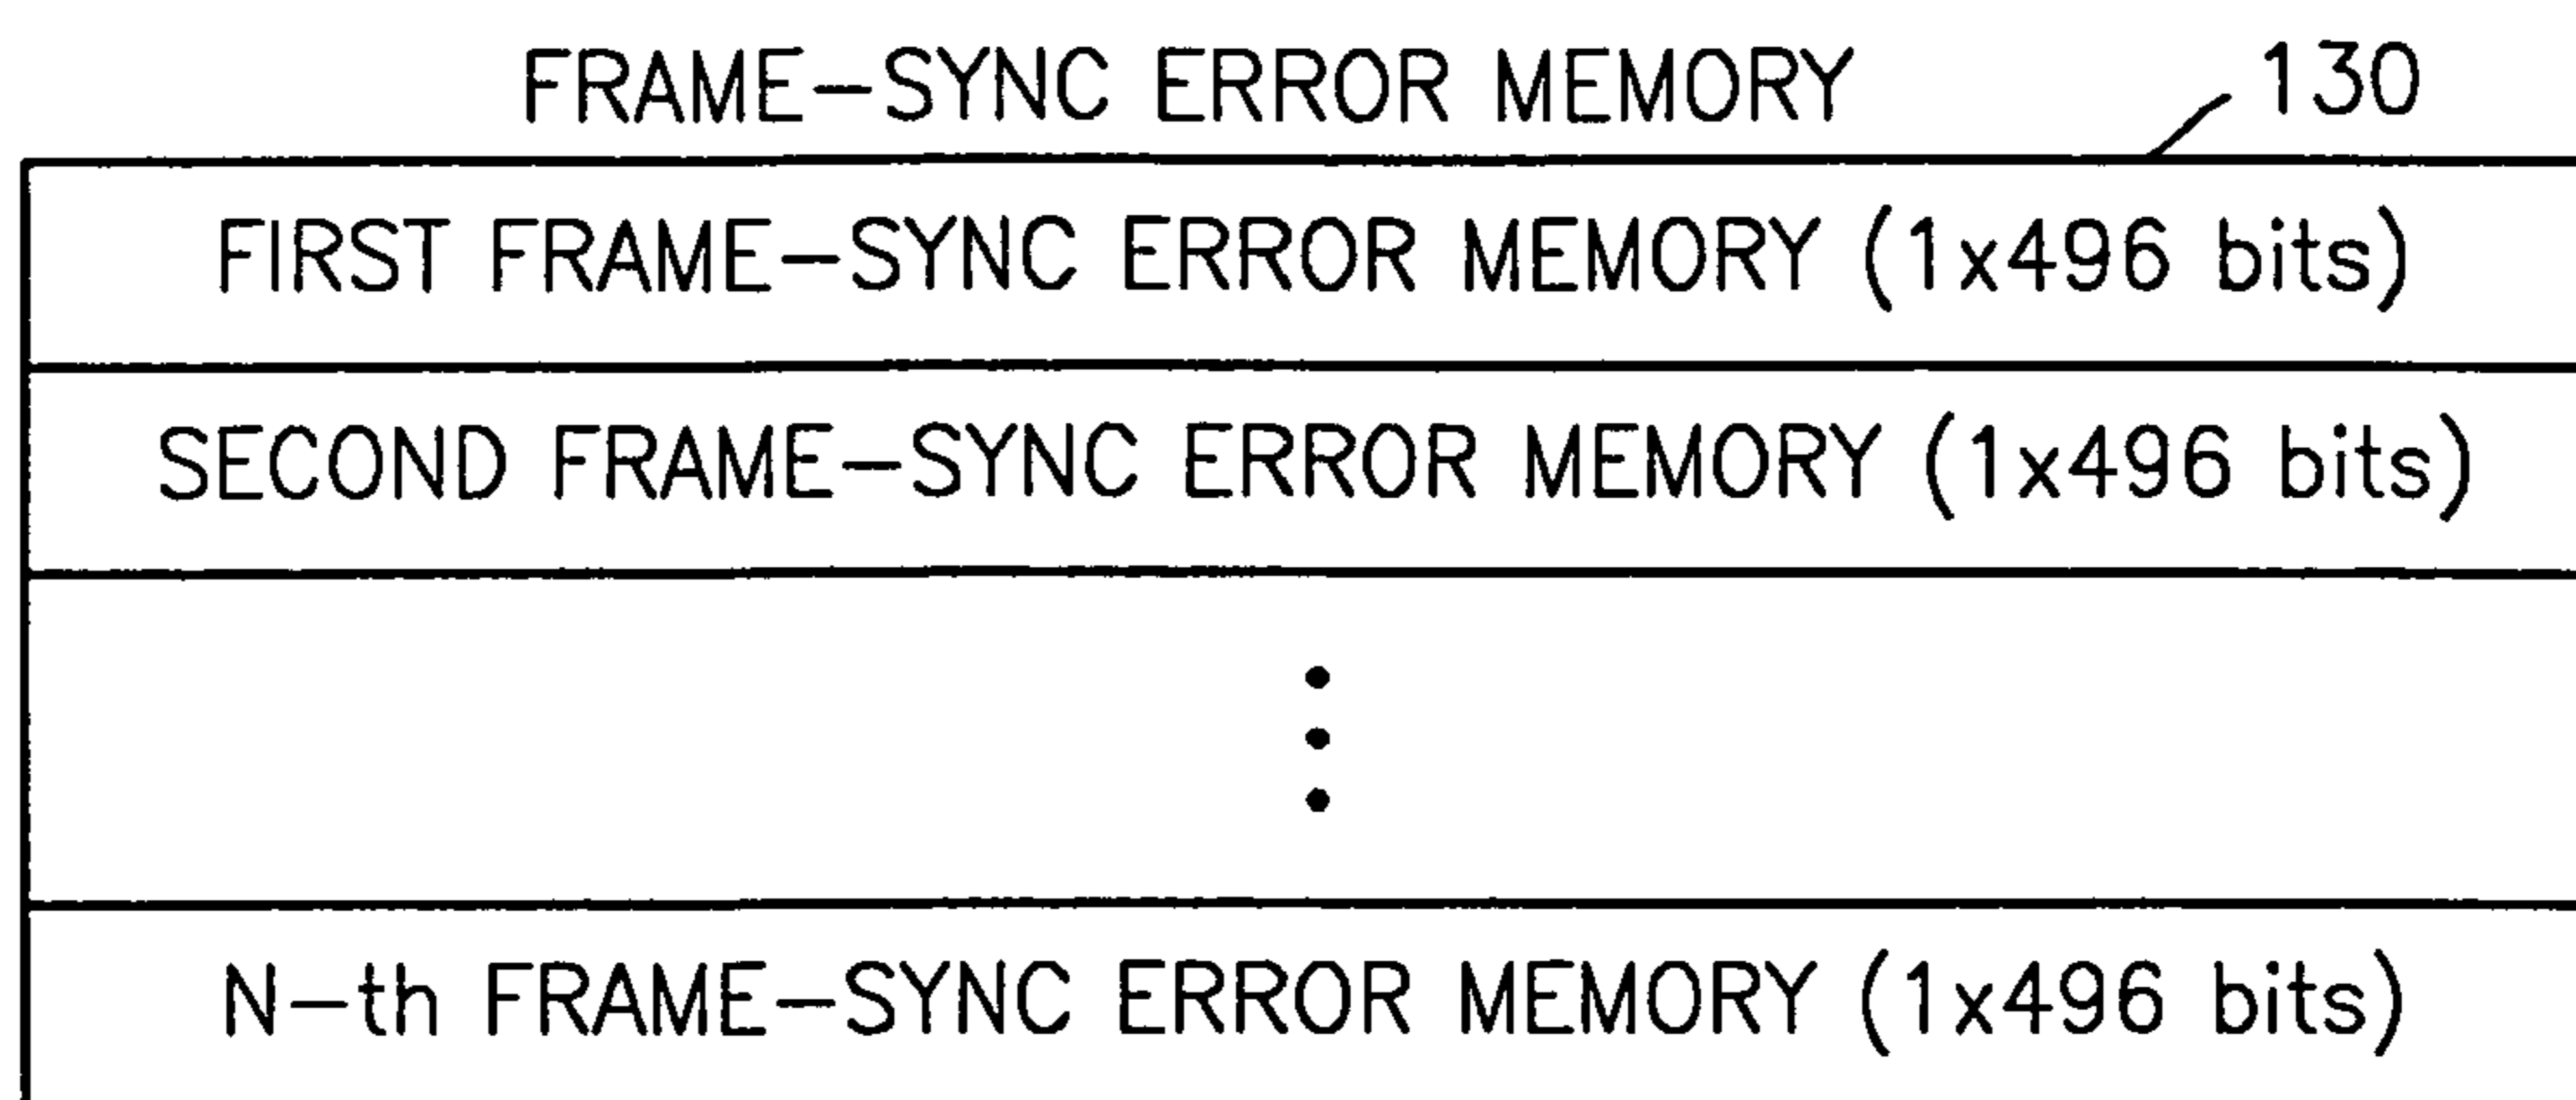 FRAME-SYNC ERROR MEMORY 130
FIRST FRAME-SYNC ERROR MEMORY (1x496 bits)
SECOND FRAME-SYNC ERROR MEMORY (1x496 bits)
N-th FRAME-SYNC ERROR MEMORY (1x496 bits)